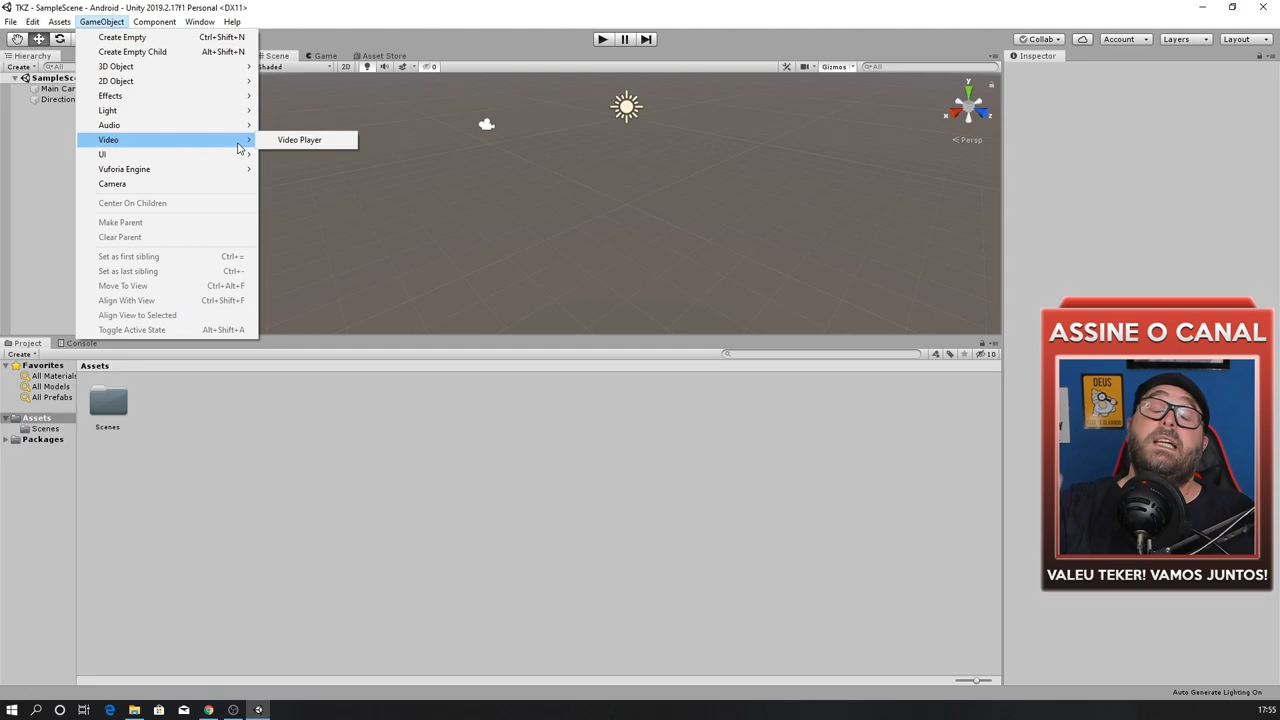 TKZ - SampleScene - Android - Unity 2019.2.17f1 Personal <DX11>
File Edit Assets GameObject Component Window Help
Collab Account Layers Layout
Hierarchy
Create All
SampleSce
Main Car
Direction
Create Empty Ctrl+Shift+N
Create Empty Child Alt+Shift+N
3D Object
2D Object
Effects
Light
Audio
Video
Video Player
UI
Vuforia Engine
Camera
Center On Children
Make Parent
Clear Parent
Set as first sibling Ctrl+=
Set as last sibling Ctrl+-
Move To View Ctrl+Alt+F
Align With View Ctrl+Shift+F
Align View to Selected
Toggle Active State Alt+Shift+A
Scene Game Asset Store
Shaded 2D 0 Gizmos All
y
x z
Persp
Inspector
Project Console
Create 10
Favorites
All Materials
All Models
All Prefabs
Assets
Scenes
Packages
Assets
Scenes
ASSINE O CANAL
DEUS
VALEU TEKER! VAMOS JUNTOS!
Auto Generate Lighting On
17:55